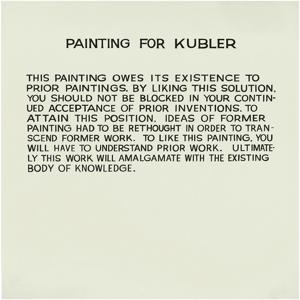 PAINTING FOR KUBLER
THIS PAINTING OWES ITS EXISTENCE TO
PRIOR PAINTINGS. BY LIKING THIS SOLUTION,
YOU SHOULD NOT BE BLOCKED IN YOUR CONTIN-
UED ACCEPTANCE OF PRIOR INVENTIONS. TO
ATTAIN THIS POSITION, IDEAS OF FORMER
PAINTING HAD TO BE RETHOUGHT IN ORDER TO TRAN-
SCEND FORMER WORK. TO LIKE THIS PAINTING, YOU
WILL HAVE TO UNDERSTAND PRIOR WORK. ULTIMATE-
LY THIS WORK WILL AMALGAMATE WITH THE EXISTING
BODY OF KNOWLEDGE.